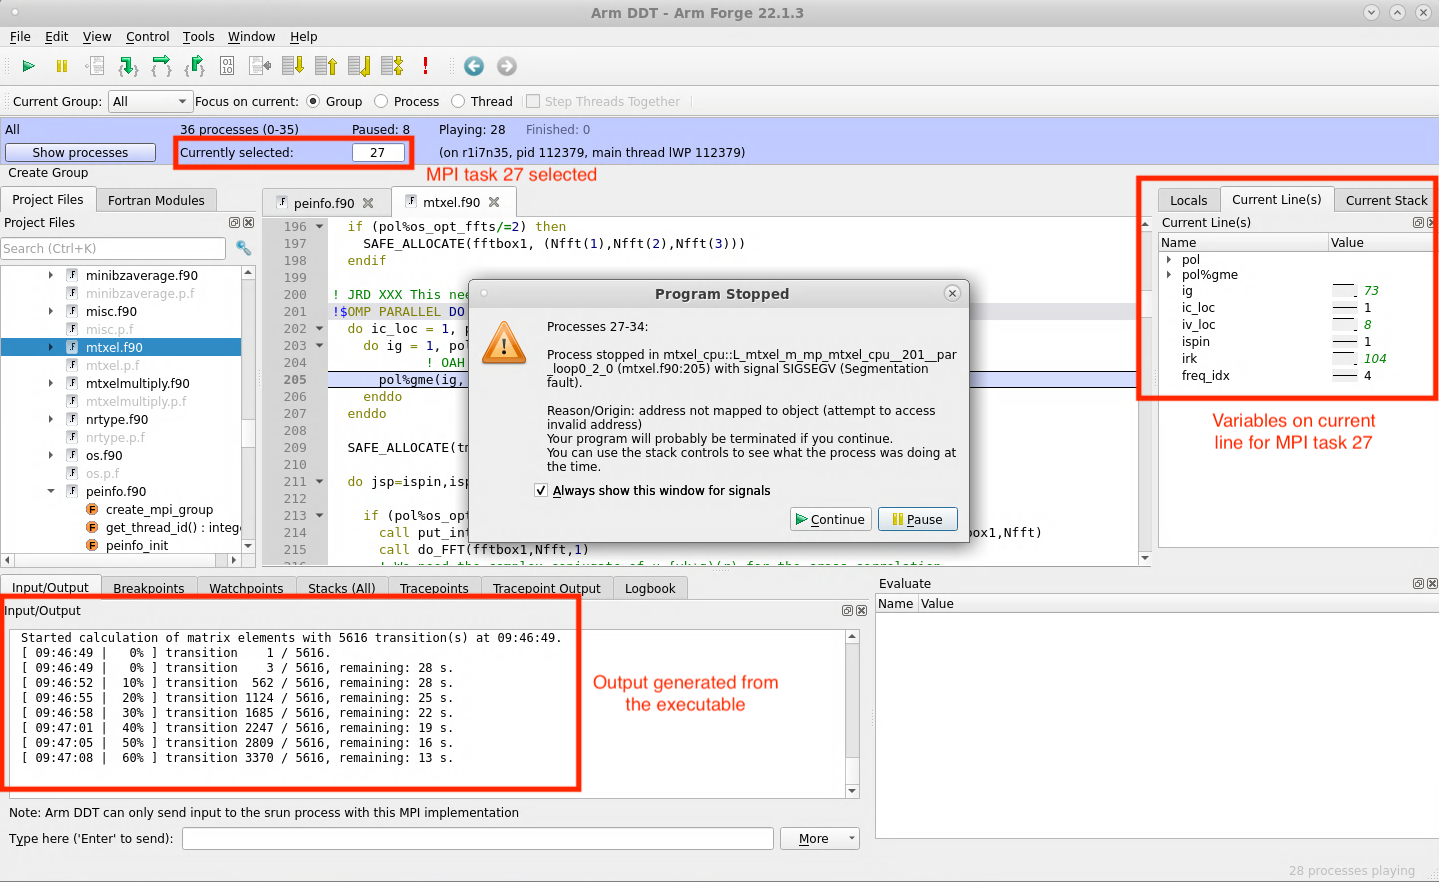 Arm DDT - Arm Forge 22.1.3
File Edit View Control Tools Window Help
Current Group: All Focus on current: Group Process Thread Step Threads Together
All 36 processes (0-35) Paused: 8 Playing: 28 Finished: 0
Show processes Currently selected: 27 (on r1i7n35, pid 112379, main thread lWP 112379)
Create Group
MPI task 27 selected
Project Files Fortran Modules
Project Files
Search (Ctrl+K)
minibzaverage.f90
minibzaverage.p.f
misc.f90
misc.p.f
mtxel.f90
mtxel.p.f
mtxelmultiply.f90
mtxelmultiply.p.f
nrtype.f90
nrtype.p.f
os.f90
os.p.f
peinfo.f90
create_mpi_group
get_thread_id() : intege
peinfo_init
peinfo.f90 mtxel.f90
196 if (pol%os_opt_ffts/=2) then
197 SAFE_ALLOCATE(fftbox1, (Nfft(1),Nfft(2),Nfft(3)))
198 endif
199
200 ! JRD XXX This nee
201 !$OMP PARALLEL DO
202 do ic_loc = 1, p
203 do ig = 1, pol
204 ! OAH
205 pol%gme(ig,
206 enddo
207 enddo
208
209 SAFE_ALLOCATE(tm
210
211 do jsp=ispin,isp
212
213 if (pol%os_opt
214 call put_int box1,Nfft)
215 call do_FFT(fftbox1,Nfft,1)
Program Stopped
Processes 27-34:
Process stopped in mtxel_cpu::L_mtxel_m_mp_mtxel_cpu__201__par
_loop0_2_0 (mtxel.f90:205) with signal SIGSEGV (Segmentation
fault).
Reason/Origin: address not mapped to object (attempt to access
invalid address)
Your program will probably be terminated if you continue.
You can use the stack controls to see what the process was doing at
the time.
Always show this window for signals
Continue Pause
Locals Current Line(s) Current Stack
Current Line(s)
Name Value
pol
pol%gme
ig 73
ic_loc 1
iv_loc 8
ispin 1
irk 104
freq_idx 4
Variables on current
line for MPI task 27
Input/Output Breakpoints Watchpoints Stacks (All) Tracepoints Tracepoint Output Logbook
Input/Output
Started calculation of matrix elements with 5616 transition(s) at 09:46:49.
[ 09:46:49 | 0% ] transition 1 / 5616.
[ 09:46:49 | 0% ] transition 3 / 5616, remaining: 28 s.
[ 09:46:52 | 10% ] transition 562 / 5616, remaining: 28 s.
[ 09:46:55 | 20% ] transition 1124 / 5616, remaining: 25 s.
[ 09:46:58 | 30% ] transition 1685 / 5616, remaining: 22 s.
[ 09:47:01 | 40% ] transition 2247 / 5616, remaining: 19 s.
[ 09:47:05 | 50% ] transition 2809 / 5616, remaining: 16 s.
[ 09:47:08 | 60% ] transition 3370 / 5616, remaining: 13 s.
Output generated from
the executable
Note: Arm DDT can only send input to the srun process with this MPI implementation
Type here ('Enter' to send): More
Evaluate
Name Value
28 processes playing